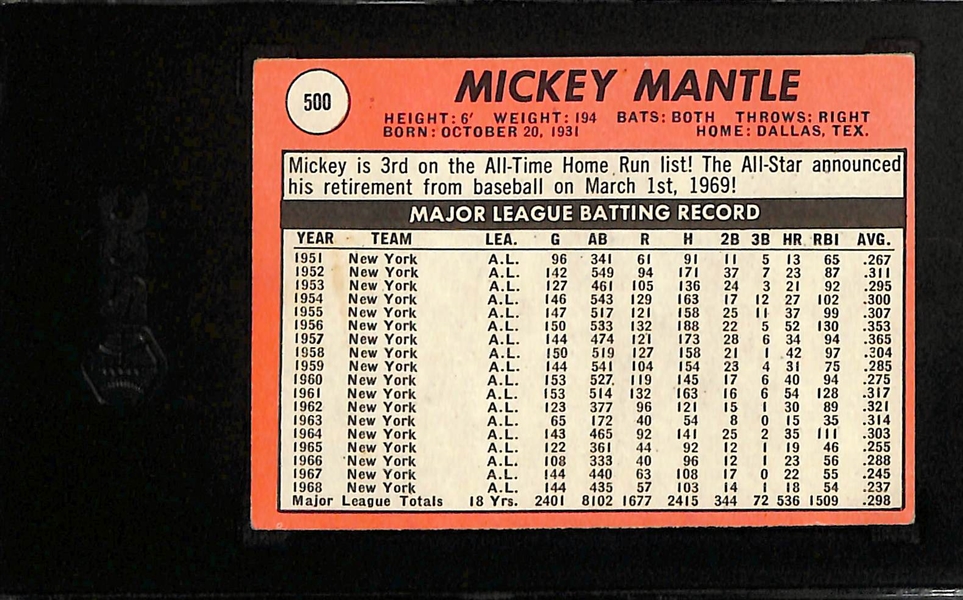 500
MICKEY MANTLE
HEIGHT: 6' WEIGHT: 194 BATS: BOTH THROWS: RIGHT
BORN: OCTOBER 20, 1931 HOME: DALLAS, TEX.
Mickey is 3rd on the All-Time Home Run list! The All-Star announced
his retirement from baseball on March 1st, 1969!
MAJOR LEAGUE BATTING RECORD
YEAR TEAM LEA. G AB R H 2B 3B HR RBI AVG.
1951 New York A.L. 96 341 61 91 11 5 13 65 .267
1952 New York A.L. 142 549 94 171 37 7 23 87 .311
1953 New York A.L. 127 461 105 136 24 3 21 92 .295
1954 New York A.L. 146 543 129 163 17 12 27 102 .300
1955 New York A.L. 147 517 121 158 25 11 37 99 .307
1956 New York A.L. 150 533 132 188 22 5 52 130 .353
1957 New York A.L. 144 474 121 173 28 6 34 94 .365
1958 New York A.L. 150 519 127 158 21 1 42 97 .304
1959 New York A.L. 144 541 104 154 23 4 31 75 .285
1960 New York A.L. 153 527 119 145 17 6 40 94 .275
1961 New York A.L. 153 514 132 163 16 6 54 128 .317
1962 New York A.L. 123 377 96 121 15 1 30 89 .321
1963 New York A.L. 65 172 40 54 8 0 15 35 .314
1964 New York A.L. 143 465 92 141 25 2 35 111 .303
1965 New York A.L. 122 361 44 92 12 1 19 46 .255
1966 New York A.L. 108 333 40 96 12 1 23 56 .288
1967 New York A.L. 144 440 63 108 17 0 22 55 .245
1968 New York A.L. 144 435 57 103 14 1 18 54 .237
Major League Totals 18 Yrs. 2401 8102 1677 2415 344 72 536 1509 .298